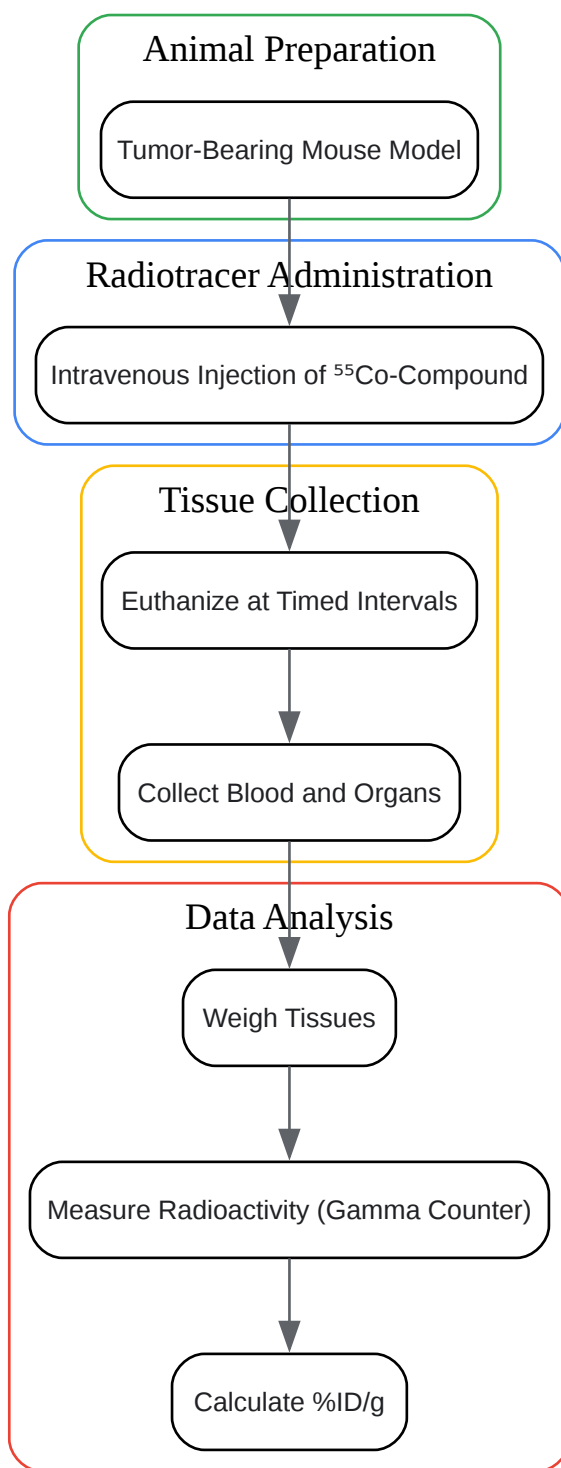 Animal Preparation
Tumor-Bearing Mouse Model
Radiotracer Administration
Intravenous Injection of ⁵⁵Co-Compound
Tissue Collection
Euthanize at Timed Intervals
Collect Blood and Organs
Data Analysis
Weigh Tissues
Measure Radioactivity (Gamma Counter)
Calculate %ID/g